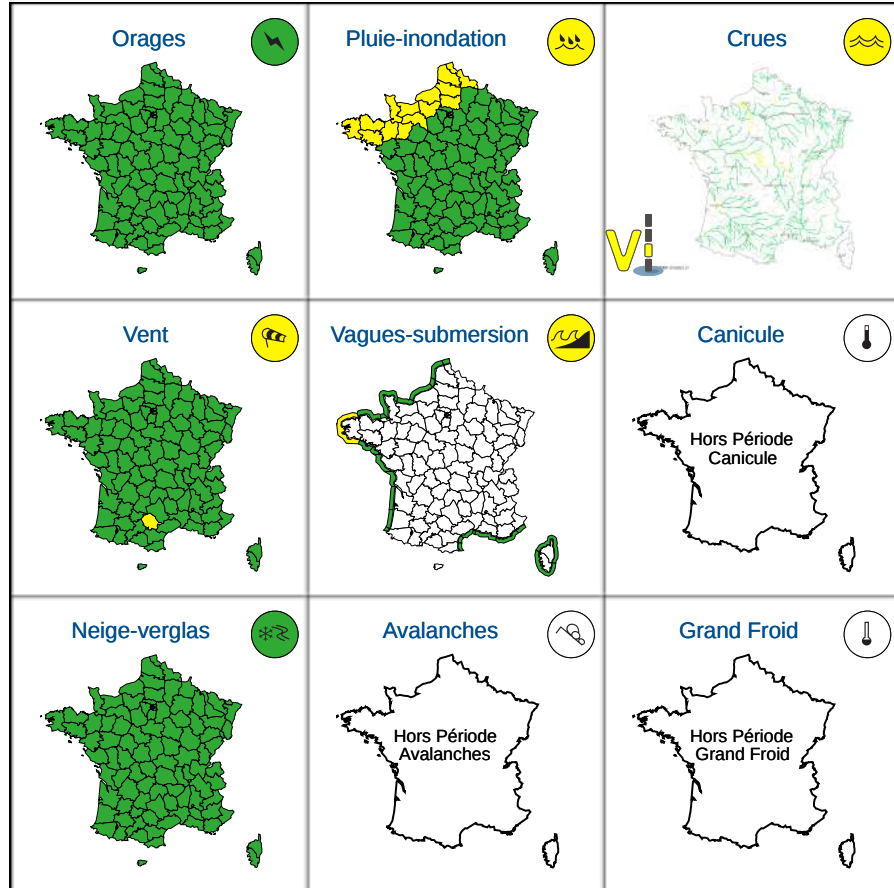 Orages
Pluie-inondation
Crues
Vi
Vent
Vagues-submersion
Canicule
Hors Période
Canicule
Neige-verglas
Avalanches
Grand Froid
Hors Période
Avalanches
Hors Période
Grand Froid